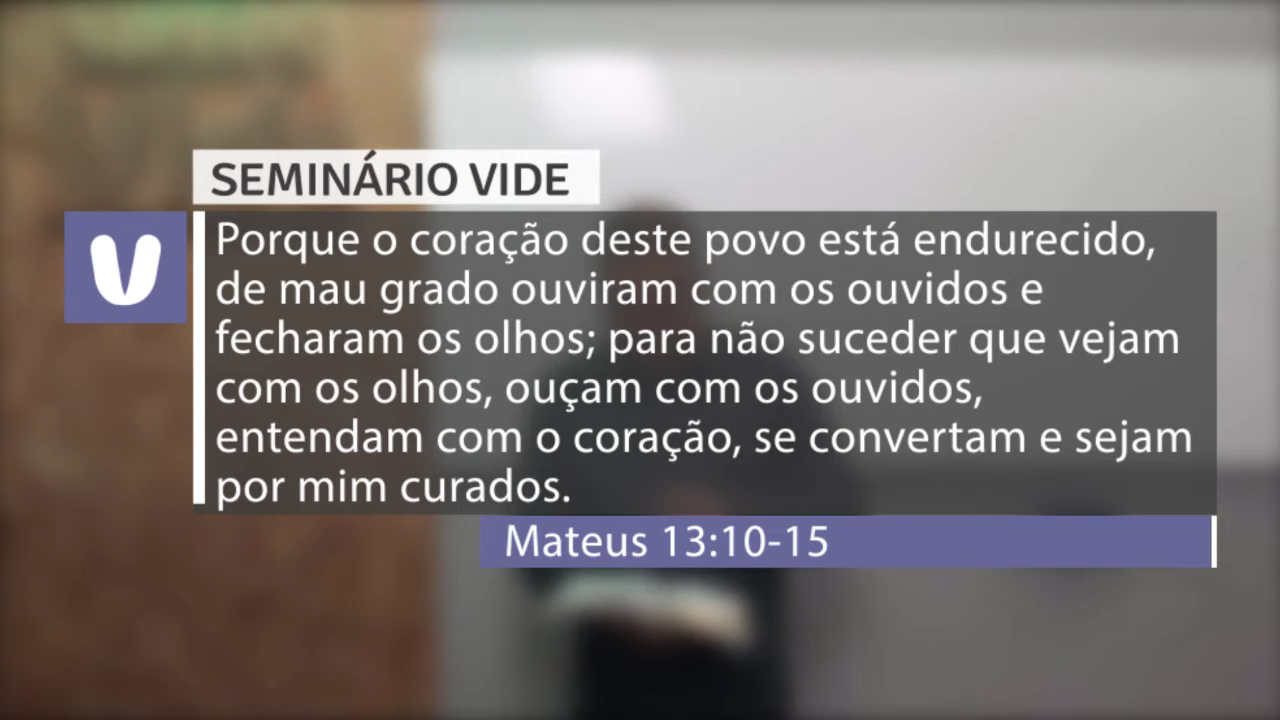 SEMINÁRIO VIDE
Porque o coração deste povo está endurecido,
de mau grado ouviram com os ouvidos e
fecharam os olhos; para não suceder que vejam
com os olhos, ouçam com os ouvidos,
entendam com o coração, se convertam e sejam
por mim curados.
Mateus 13:10-15